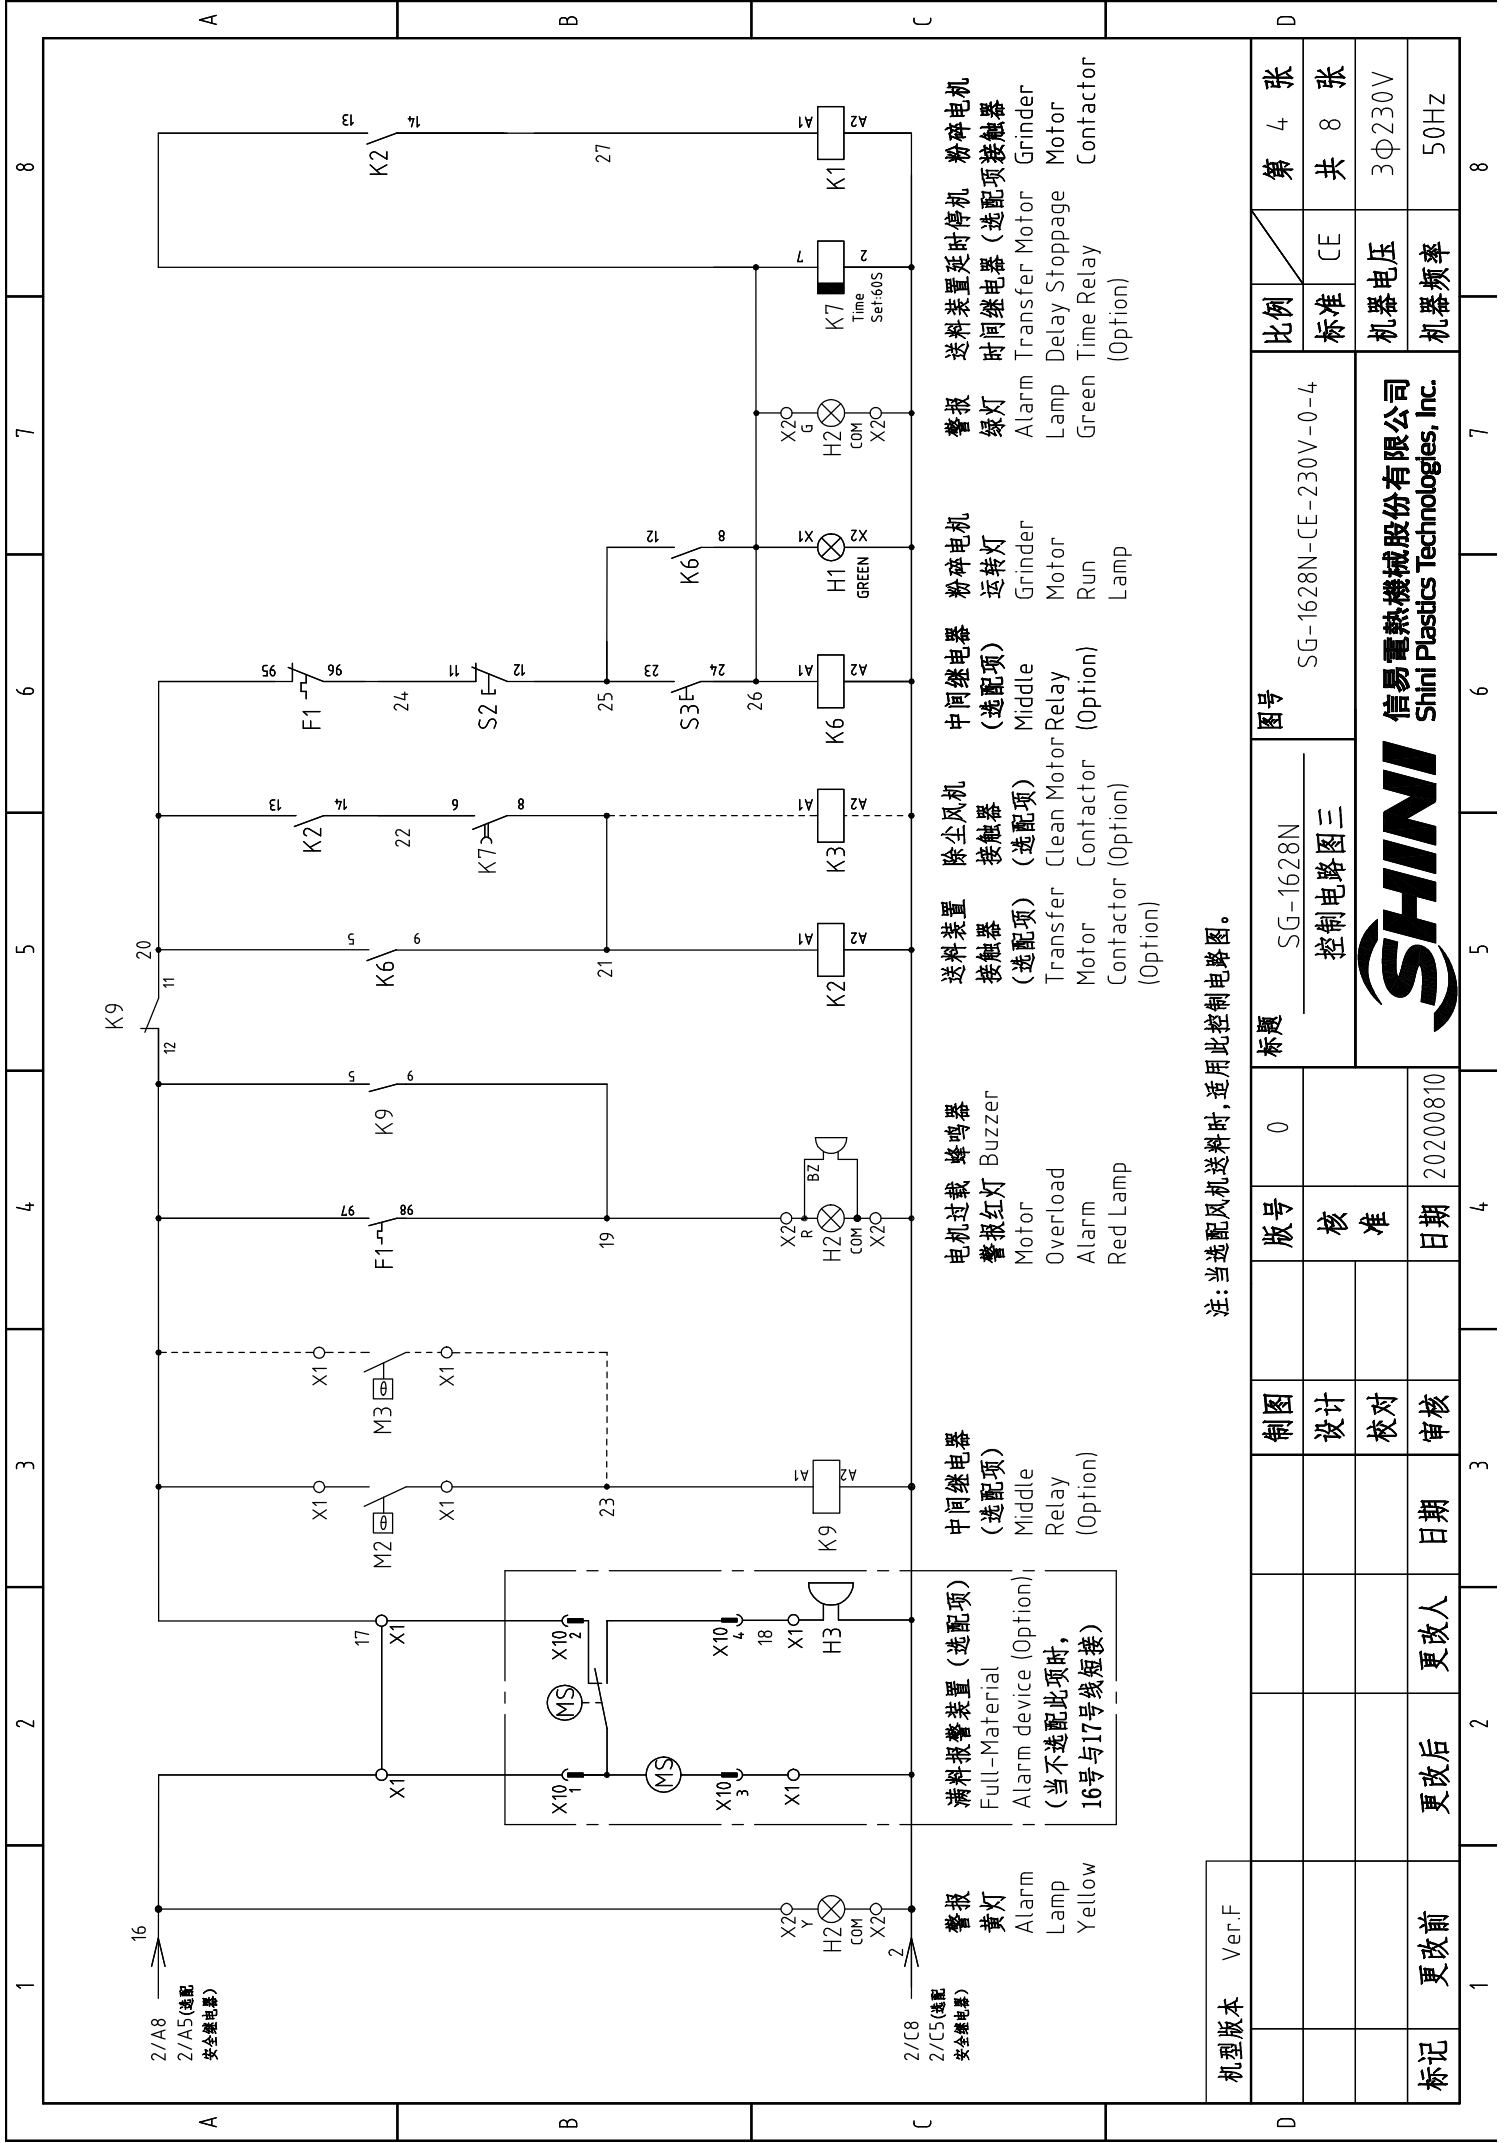 1 2 3 4 5 6 7 8
A
B
C
D
2/A8
2/A5(选配
安全继电器)
16
2/C8
2/C5(选配
安全继电器)
2
X2
Y
H2
COM
X2
警报
黄灯
Alarm
Lamp
Yellow
X1
17
X1
X10
1
X10
2
MS
MS
X10
3
X10
4
18
X1
X1
H3
满料报警装置(选配项)
Full-Material
Alarm device (Option)
(当不选配此项时,
16号与17号线短接)
X1
M2
θ
X1
X1
M3
θ
X1
23
A1
K9
A2
中间继电器
(选配项)
Middle
Relay
(Option)
97
F1
98
19
5
K9
9
X2
R
H2
COM
X2
BZ
电机过载
警报红灯
Motor
Overload
Alarm
Red Lamp
蜂鸣器
Buzzer
K9
12
11
20
5
K6
9
21
A1
K2
A2
送料装置
接触器
(选配项)
Transfer
Motor
Contactor
(Option)
13
K2
14
22
6
K7
8
A1
K3
A2
除尘风机
接触器
(选配项)
Clean Motor
Contactor
(Option)
95
F1
96
24
11
S2
12
25
23
S3
24
26
A1
K6
A2
中间继电器
(选配项)
Middle
Relay
(Option)
12
K6
8
X1
H1
GREEN
X2
粉碎电机
运转灯
Grinder
Motor
Run
Lamp
X2
G
H2
COM
X2
警报
绿灯
Alarm
Lamp
Green
7
K7
Time
Set:60S
2
送料装置延时停机
时间继电器(选配项
Transfer Motor
Delay Stoppage
Time Relay
(Option)
13
K2
14
27
A1
K1
A2
粉碎电机
接触器
Grinder
Motor
Contactor
注:当选配风机送料时,适用此控制电路图。
机型版本 Ver.F
标记 更改前 更改后 更改人 日期
制图
设计
校对
审核
版号 0
核
准
日期 20200810
标题 SG-1628N
控制电路图三
图号
SG-1628N-CE-230V-0-4
SHINI
信易電熱機械股份有限公司
Shini Plastics Technologies, Inc.
比例 第 4 张
标准 CE 共 8 张
机器电压 3Φ230V
机器频率 50Hz
A
B
C
D
1 2 3 4 5 6 7 8